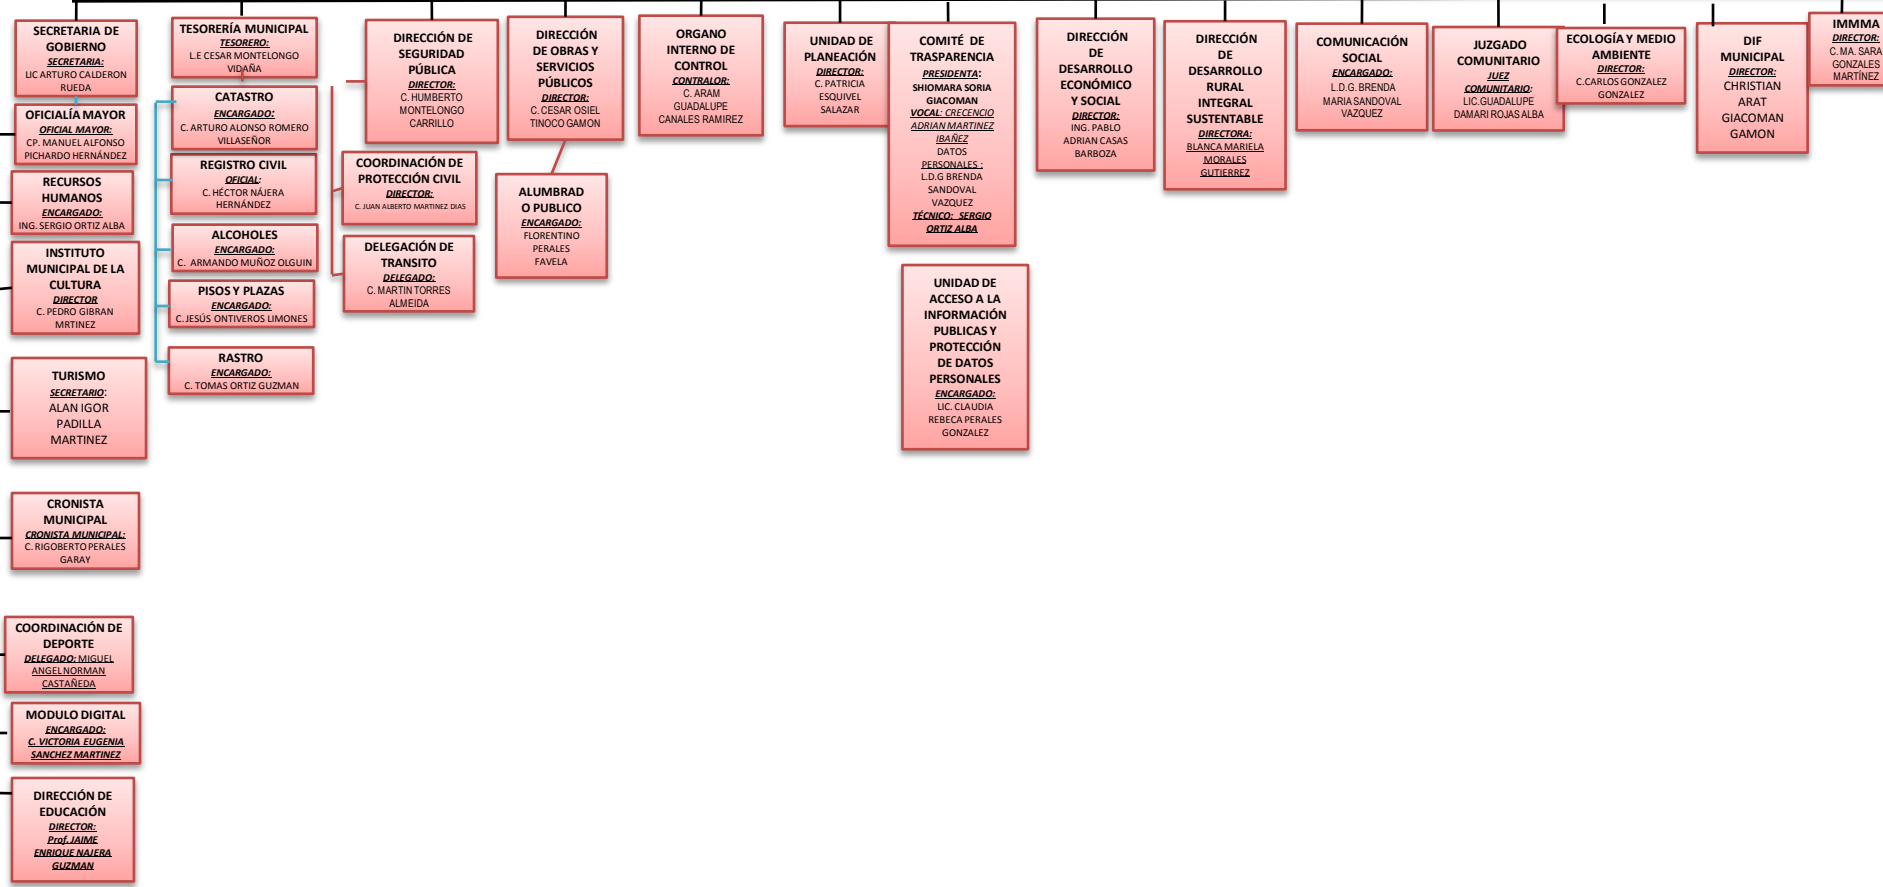 SECRETARIA DE
GOBIERNO
SECRETARIA:
LIC ARTURO CALDERON
RUEDA
OFICIALÍA MAYOR
OFICIAL MAYOR:
CP. MANUEL ALFONSO
PICHARDO HERNÁNDEZ
RECURSOS
HUMANOS
ENCARGADO:
ING. SERGIO ORTIZ ALBA
INSTITUTO
MUNICIPAL DE LA
CULTURA
DIRECTOR
C. PEDRO GIBRAN
MRTINEZ
TURISMO
SECRETARIO:
ALAN IGOR
PADILLA
MARTINEZ
CRONISTA
MUNICIPAL
CRONISTA MUNICIPAL:
C. RIGOBERTO PERALES
GARAY
COORDINACIÓN DE
DEPORTE
DELEGADO: MIGUEL
ANGEL NORMAN
CASTAÑEDA
MODULO DIGITAL
ENCARGADO:
C. VICTORIA EUGENIA
SANCHEZ MARTINEZ
DIRECCIÓN DE
EDUCACIÓN
DIRECTOR:
Prof. JAIME
ENRIQUE NAJERA
GUZMAN
TESORERÍA MUNICIPAL
TESORERO:
L.E CESAR MONTELONGO
VIDAÑA
CATASTRO
ENCARGADO:
C. ARTURO ALONSO ROMERO
VILLASEÑOR
REGISTRO CIVIL
OFICIAL:
C. HÉCTOR NÁJERA
HERNÁNDEZ
ALCOHOLES
ENCARGADO:
C. ARMANDO MUÑOZ OLGUIN
PISOS Y PLAZAS
ENCARGADO:
C. JESÚS ONTIVEROS LIMONES
RASTRO
ENCARGADO:
C. TOMAS ORTIZ GUZMAN
DIRECCIÓN DE
SEGURIDAD
PÚBLICA
DIRECTOR:
C. HUMBERTO
MONTELONGO
CARRILLO
COORDINACIÓN DE
PROTECCIÓN CIVIL
DIRECTOR:
C. JUAN ALBERTO MARTINEZ DIAS
DELEGACIÓN DE
TRANSITO
DELEGADO:
C. MARTIN TORRES
ALMEIDA
DIRECCIÓN
DE OBRAS Y
SERVICIOS
PÚBLICOS
DIRECTOR:
C. CESAR OSIEL
TINOCO GAMON
ALUMBRAD
O PUBLICO
ENCARGADO:
FLORENTINO
PERALES
FAVELA
ORGANO
INTERNO DE
CONTROL
CONTRALOR:
C. ARAM
GUADALUPE
CANALES RAMIREZ
UNIDAD DE
PLANEACIÓN
DIRECTOR:
C. PATRICIA
ESQUIVEL
SALAZAR
COMITÉ DE
TRASPARENCIA
PRESIDENTA:
SHIOMARA SORIA
GIACOMAN
VOCAL: CRECENCIO
ADRIAN MARTINEZ
IBAÑEZ
DATOS
PERSONALES :
L.D.G BRENDA
SANDOVAL
VAZQUEZ
TÉCNICO: SERGIO
ORTIZ ALBA
UNIDAD DE
ACCESO A LA
INFORMACIÓN
PUBLICAS Y
PROTECCIÓN
DE DATOS
PERSONALES
ENCARGADO:
LIC. CLAUDIA
REBECA PERALES
GONZALEZ
DIRECCIÓN
DE
DESARROLLO
ECONÓMICO
Y SOCIAL
DIRECTOR:
ING. PABLO
ADRIAN CASAS
BARBOZA
DIRECCIÓN
DE
DESARROLLO
RURAL
INTEGRAL
SUSTENTABLE
DIRECTORA:
BLANCA MARIELA
MORALES
GUTIERREZ
COMUNICACIÓN
SOCIAL
ENCARGADO:
L.D.G. BRENDA
MARIA SANDOVAL
VAZQUEZ
JUZGADO
COMUNITARIO
JUEZ
COMUNITARIO:
LIC.GUADALUPE
DAMARI ROJAS ALBA
ECOLOGÍA Y MEDIO
AMBIENTE
DIRECTOR:
C.CARLOS GONZALEZ
GONZALEZ
DIF
MUNICIPAL
DIRECTOR:
CHRISTIAN
ARAT
GIACOMAN
GAMON
IMMMA
DIRECTOR:
C. MA. SARA
GONZALES
MARTÍNEZ